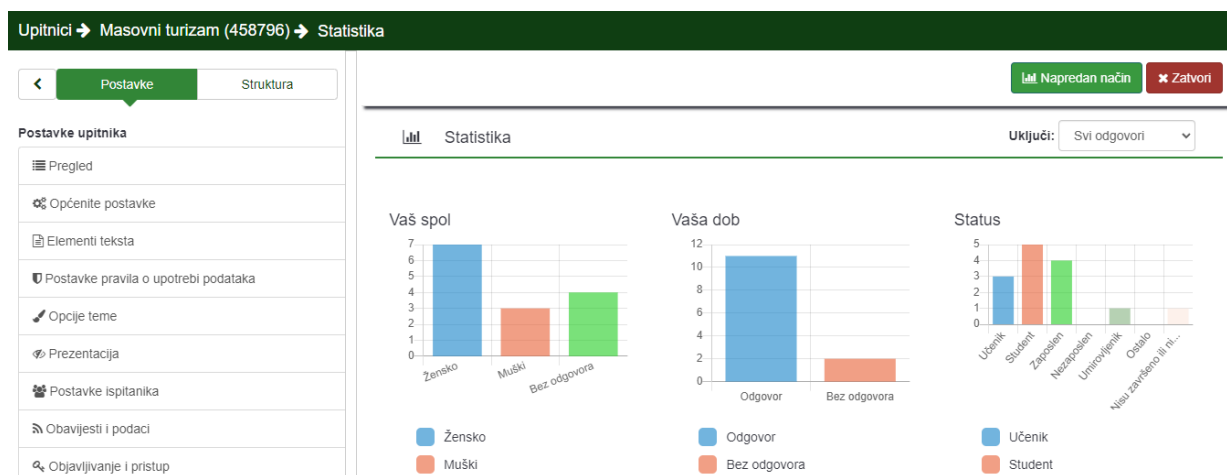 Upitnici → Masovni turizam (458796) → Statistika
Postavke
Struktura
Napredan način
Zatvori
Postavke upitnika
Pregled
Općenite postavke
Elementi teksta
Postavke pravila o upotrebi podataka
Opcije teme
Prezentacija
Postavke ispitanika
Obavijesti i podaci
Objavljivanje i pristup
Statistika
Uključi: Svi odgovori
Vaš spol
7
6
5
4
3
2
1
0
Žensko
Muški
Bez odgovora
Žensko
Muški
Vaša dob
12
10
8
6
4
2
0
Odgovor
Bez odgovora
Odgovor
Bez odgovora
Status
5
4
3
2
1
0
Učenik
Student
Zaposlen
Nezaposlen
Umirovljenik
Ostalo
Nisu završeno ili ni...
Učenik
Student